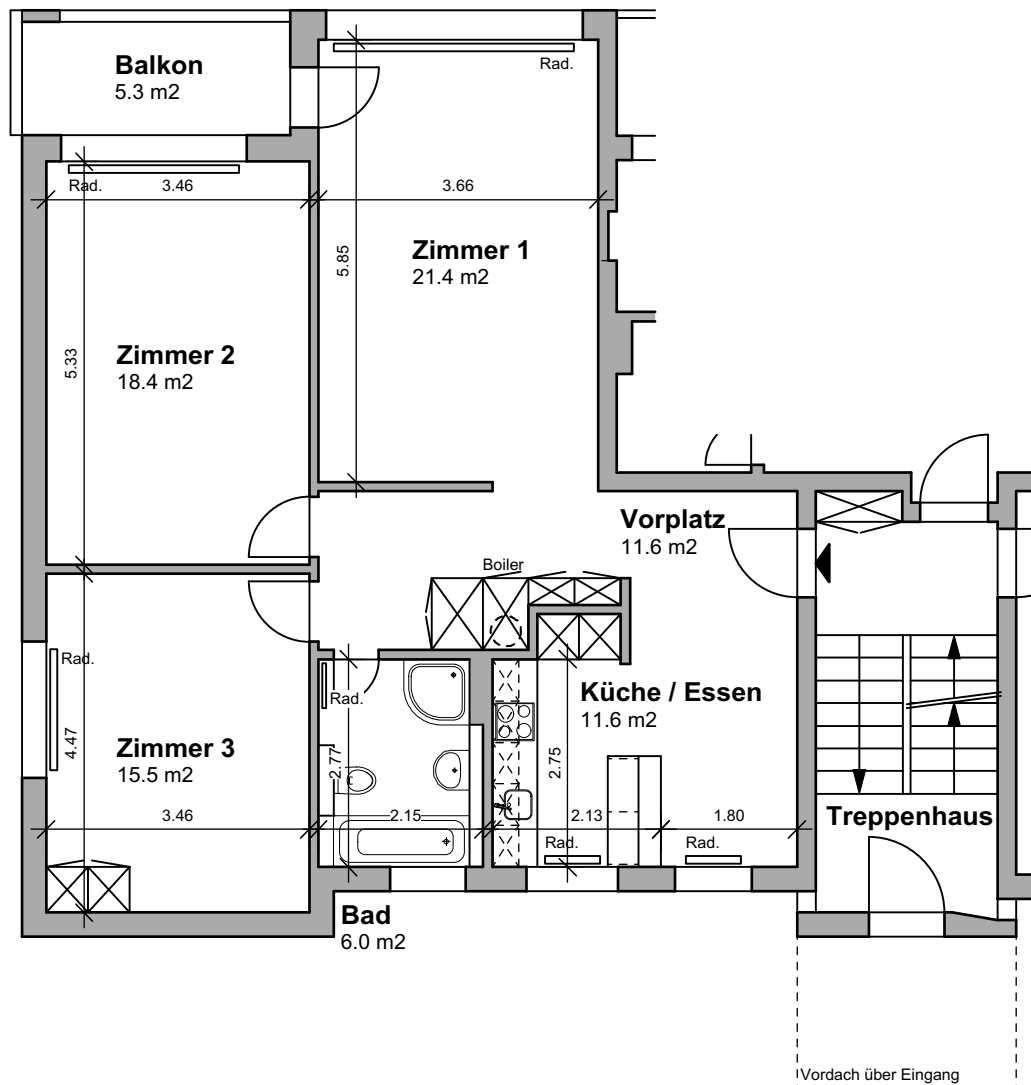 Balkon
5.3 m2
Rad.
Rad.
3.46
3.66
Zimmer 1
21.4 m2
5.85
Zimmer 2
18.4 m2
5.33
Vorplatz
11.6 m2
Boiler
Rad.
Rad.
Küche / Essen
11.6 m2
Zimmer 3
15.5 m2
4.47
2.77
2.75
3.46
2.15
2.13
1.80
Treppenhaus
Rad.
Rad.
Bad
6.0 m2
Vordach über Eingang